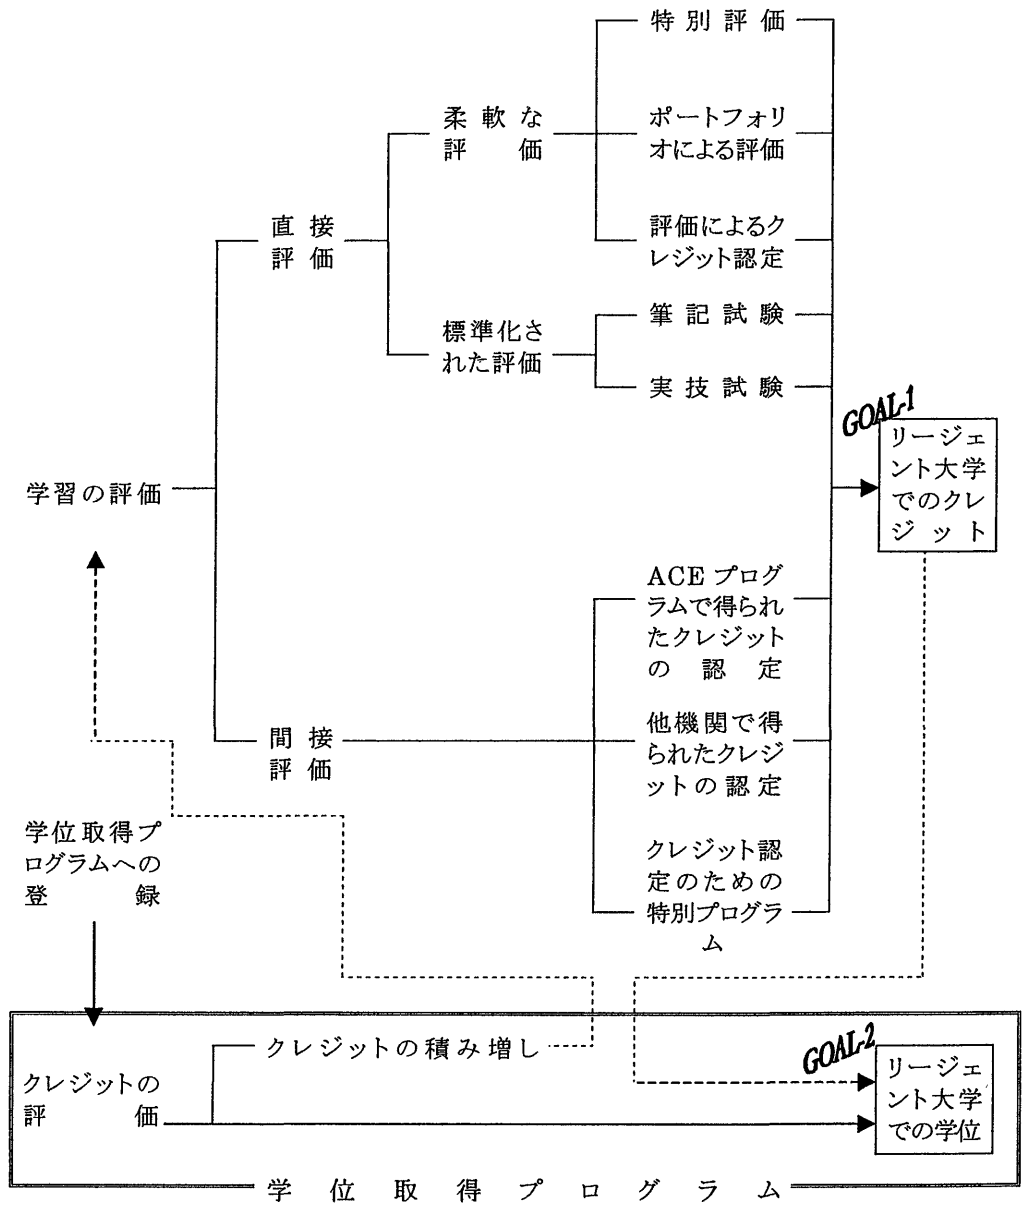 特別評価
柔軟な
評価
ポートフォリ
オによる評価
評価によるク
レジット認定
直接
評価
標準化さ
れた評価
筆記試験
実技試験
GOAL-1
リージェ
ント大学
でのクレ
ジット
学習の評価
ACEプログ
ラムで得られ
たクレジット
の認定
間接
評価
他機関で得
られたクレジ
ットの認定
クレジット認
定のための
特別プログラ
ム
学位取得プ
ログラムへの
登録
クレジットの積み増し
GOAL-2
リージェ
ント大学
での学位
クレジットの
評価
学位取得プログラム